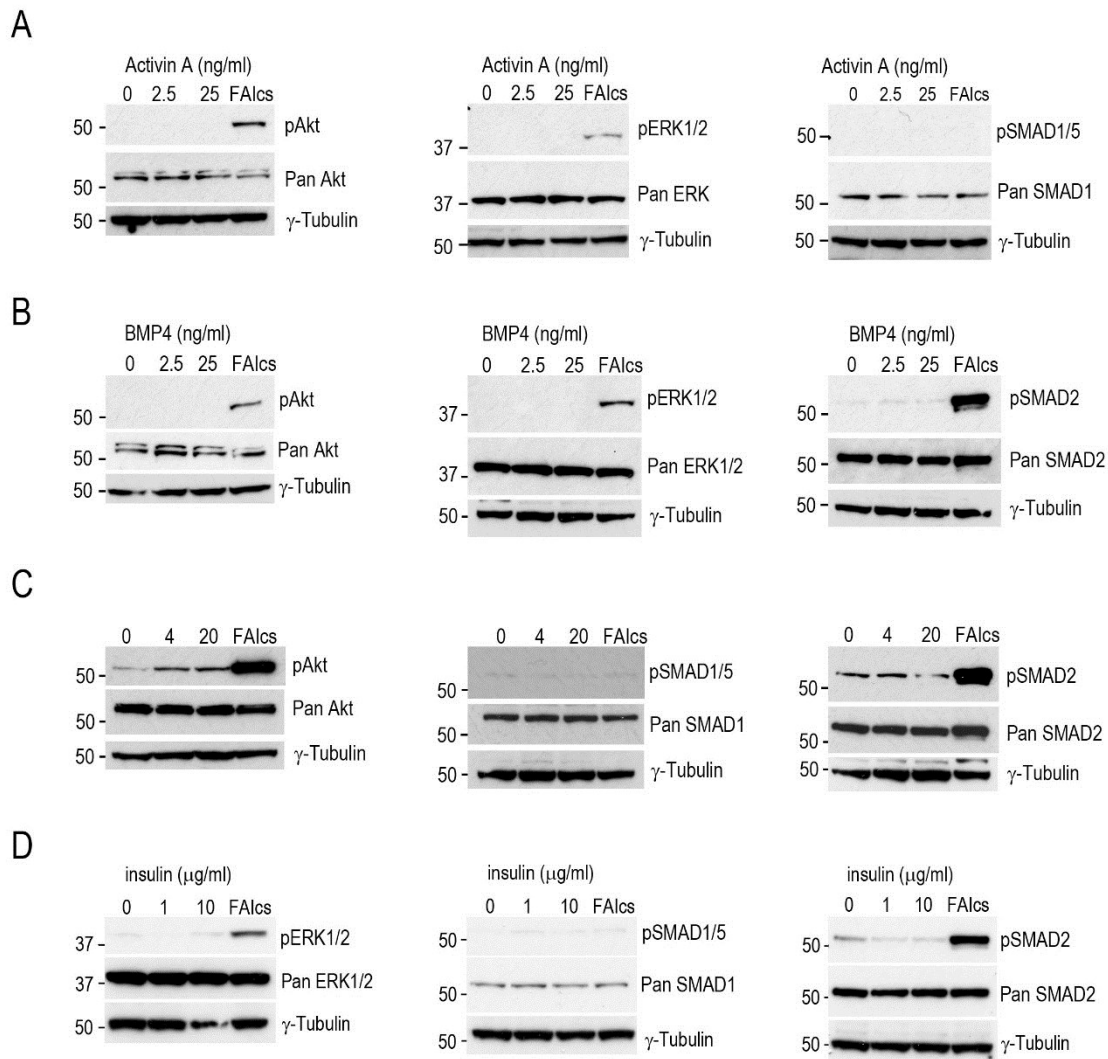 A
Activin A (ng/ml)
0 2.5 25 FAIcs
50 - pAkt
50 - Pan Akt
50 - γ-Tubulin
Activin A (ng/ml)
0 2.5 25 FAIcs
37 - pERK1/2
37 - Pan ERK
50 - γ-Tubulin
Activin A (ng/ml)
0 2.5 25 FAIcs
50 - pSMAD1/5
50 - Pan SMAD1
50 - γ-Tubulin
B
BMP4 (ng/ml)
0 2.5 25 FAIcs
50 - pAkt
50 - Pan Akt
50 - γ-Tubulin
BMP4 (ng/ml)
0 2.5 25 FAIcs
37 - pERK1/2
37 - Pan ERK1/2
50 - γ-Tubulin
BMP4 (ng/ml)
0 2.5 25 FAIcs
50 - pSMAD2
50 - Pan SMAD2
50 - γ-Tubulin
C
0 4 20 FAIcs
50 - pAkt
50 - Pan Akt
50 - γ-Tubulin
0 4 20 FAIcs
50 - pSMAD1/5
50 - Pan SMAD1
50 - γ-Tubulin
0 4 20 FAIcs
50 - pSMAD2
50 - Pan SMAD2
50 - γ-Tubulin
D
insulin (μg/ml)
0 1 10 FAIcs
37 - pERK1/2
37 - Pan ERK1/2
50 - γ-Tubulin
insulin (μg/ml)
0 1 10 FAIcs
50 - pSMAD1/5
50 - Pan SMAD1
50 - γ-Tubulin
insulin (μg/ml)
0 1 10 FAIcs
50 - pSMAD2
50 - Pan SMAD2
50 - γ-Tubulin